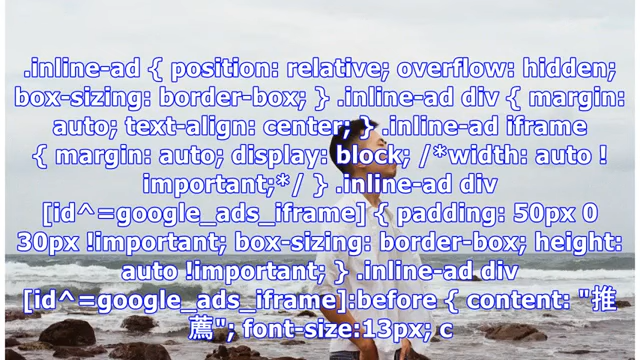 .inline-ad { position: relative; overflow: hidden;
box-sizing: border-box; } .inline-ad div { margin:
auto; text-align: center; } .inline-ad iframe
{ margin: auto; display: block; /*width: auto !
important;*/ } .inline-ad div
[id^=google_ads_iframe] { padding: 50px 0
30px !important; box-sizing: border-box; height:
auto !important; } .inline-ad div
[id^=google_ads_iframe]:before { content: "推
薦"; font-size:13px; c